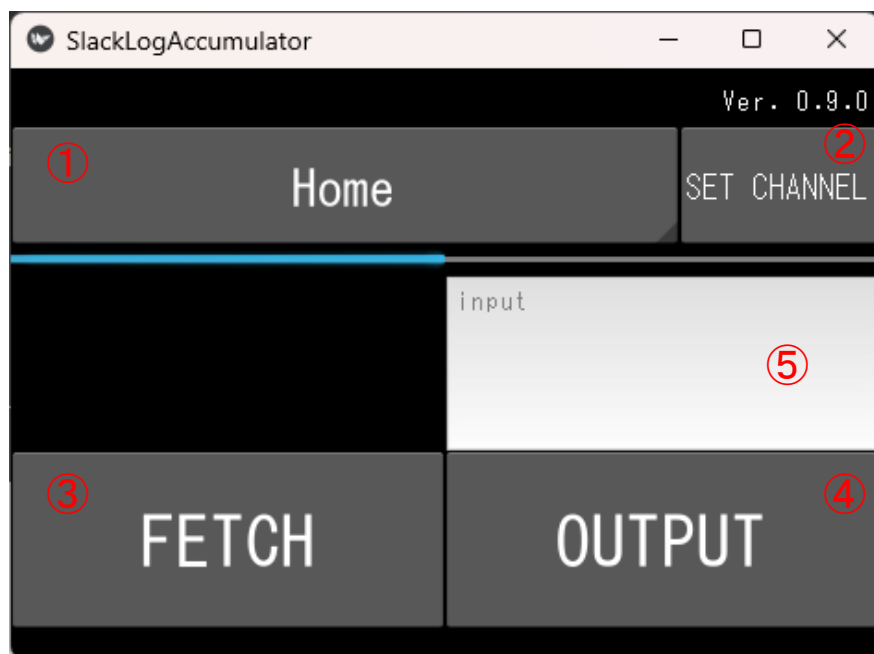 SlackLogAccumulator
Ver. 0.9.0
① Home
② SET CHANNEL
input
⑤
③ FETCH
④ OUTPUT